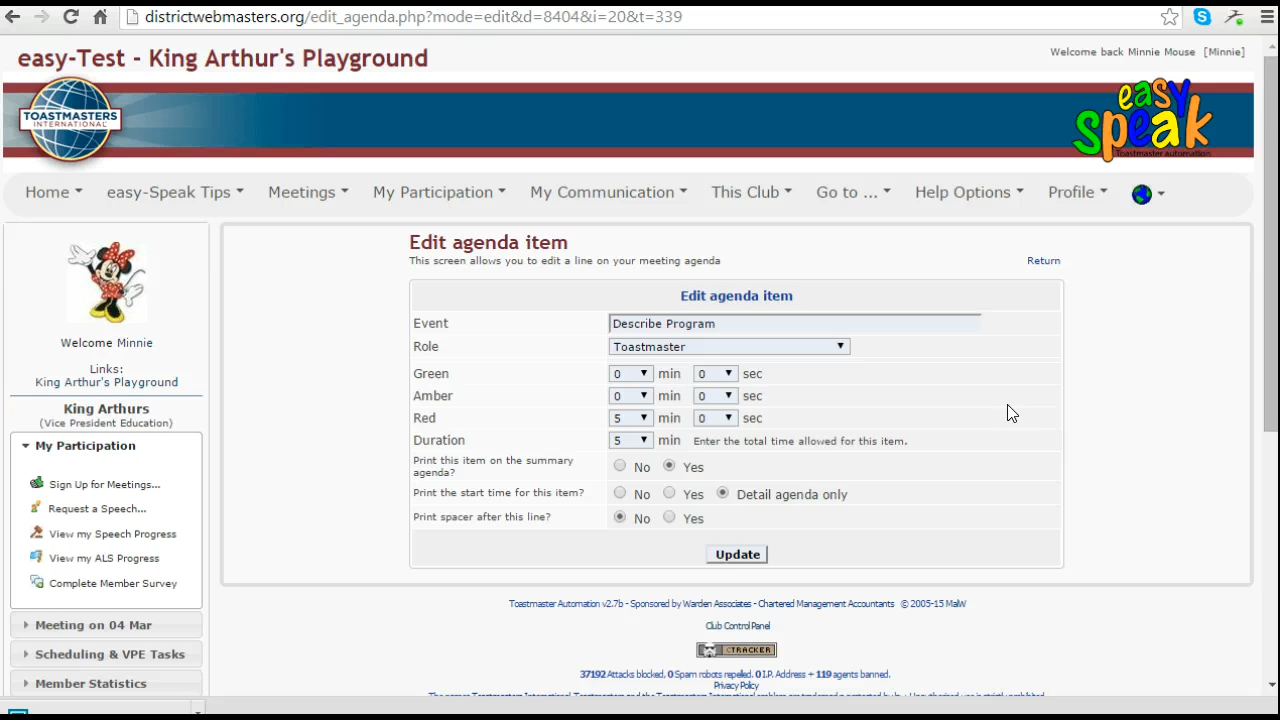 districtwebmasters.org/edit_agenda.php?mode=edit&d=8404&i=20&t=339
easy-Test - King Arthur's Playground
Welcome back Minnie Mouse [Minnie]
TOASTMASTERS
INTERNATIONAL
easy
Speak
Toastmaster automation
Home
easy-Speak Tips
Meetings
My Participation
My Communication
This Club
Go to ...
Help Options
Profile
Welcome Minnie
Links:
King Arthur's Playground
King Arthurs
(Vice President Education)
My Participation
Sign Up for Meetings...
Request a Speech...
View my Speech Progress
View my ALS Progress
Complete Member Survey
Meeting on 04 Mar
Scheduling & VPE Tasks
Member Statistics
Edit agenda item
This screen allows you to edit a line on your meeting agenda
Return
Edit agenda item
Event Describe Program
Role Toastmaster
Green 0 min 0 sec
Amber 0 min 0 sec
Red 5 min 0 sec
Duration 5 min Enter the total time allowed for this item.
Print this item on the summary
agenda?
No Yes
Print the start time for this item? No Yes Detail agenda only
Print spacer after this line? No Yes
Update
Toastmaster Automation v2.7b - Sponsored by Warden Associates - Chartered Management Accountants © 2005-15 MalW
Club Control Panel
CTRACKER
37192 Attacks blocked, 0 Spam robots repelled, 0 I.P. Address + 119 agents banned.
Privacy Policy